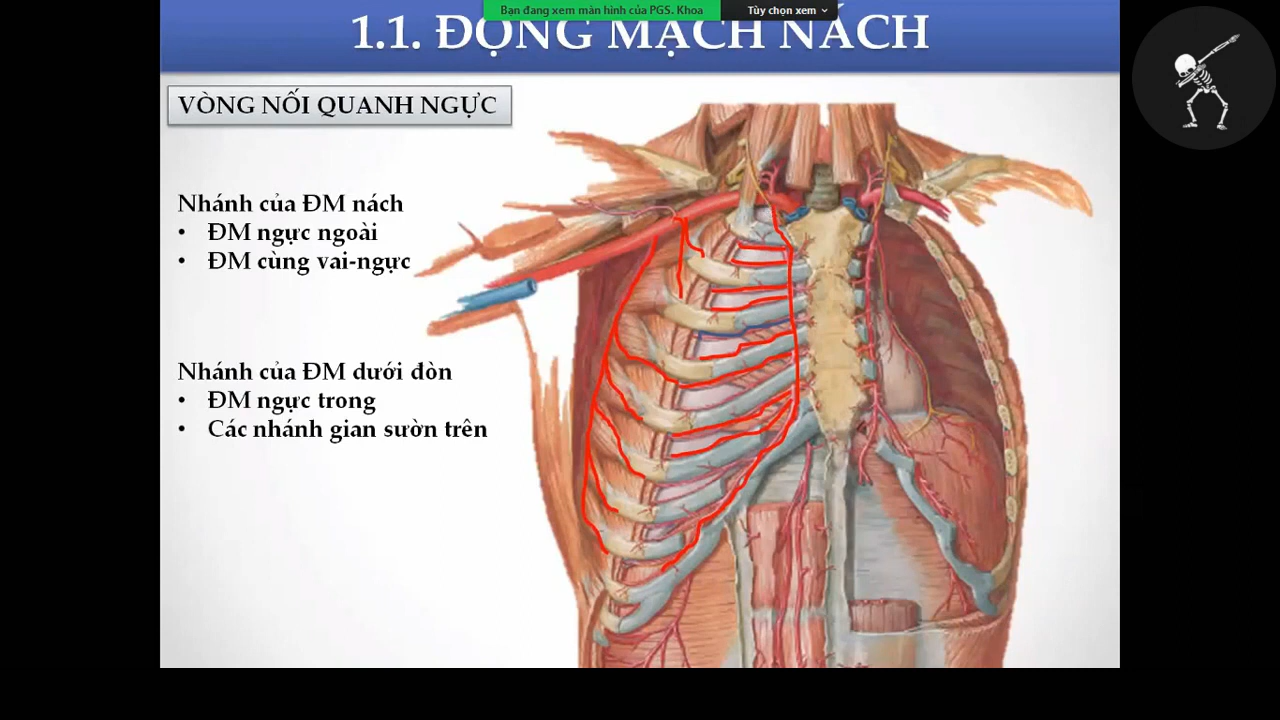 Bạn đang xem màn hình của PGS. Khoa Tùy chọn xem
1.1. ĐỘNG MẠCH NÁCH
VÒNG NỐI QUANH NGỰC
Nhánh của ĐM nách
• ĐM ngực ngoài
• ĐM cùng vai-ngực
Nhánh của ĐM dưới đòn
• ĐM ngực trong
• Các nhánh gian sườn trên